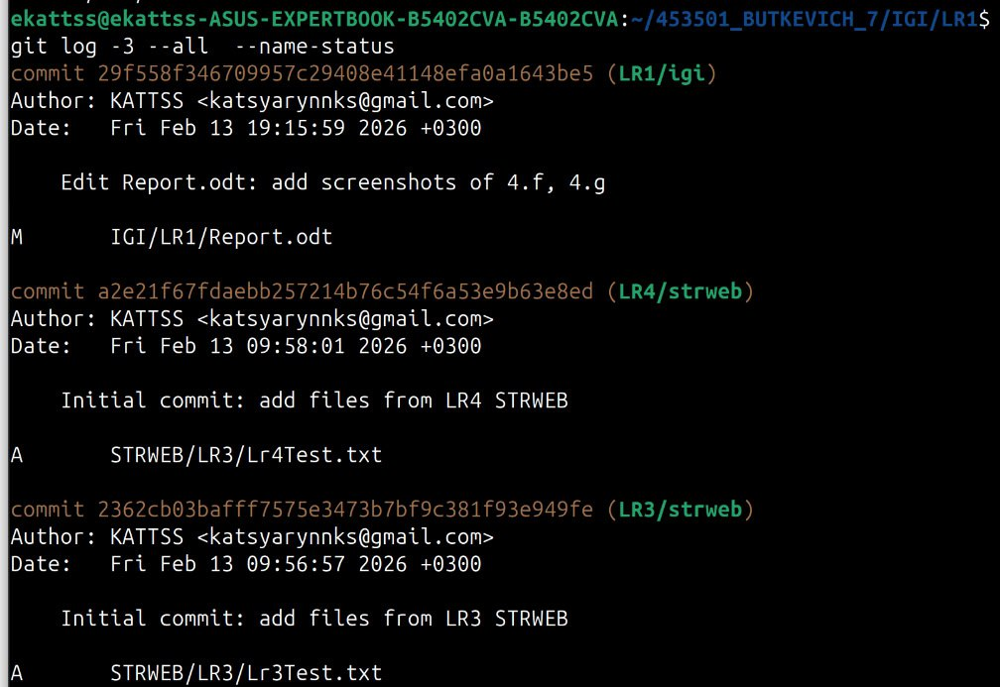 ekattss@ekattss-ASUS-EXPERTBOOK-B5402CVA-B5402CVA:~/453501_BUTKEVICH_7/IGI/LR1$
git log -3 --all  --name-status
commit 29f558f346709957c29408e41148efa0a1643be5 (LR1/igi)
Author: KATTSS <katsyarynnks@gmail.com>
Date:   Fri Feb 13 19:15:59 2026 +0300
    Edit Report.odt: add screenshots of 4.f, 4.g
M       IGI/LR1/Report.odt
commit a2e21f67fdaebb257214b76c54f6a53e9b63e8ed (LR4/strweb)
Author: KATTSS <katsyarynnks@gmail.com>
Date:   Fri Feb 13 09:58:01 2026 +0300
    Initial commit: add files from LR4 STRWEB
A       STRWEB/LR3/Lr4Test.txt
commit 2362cb03bafff7575e3473b7bf9c381f93e949fe (LR3/strweb)
Author: KATTSS <katsyarynnks@gmail.com>
Date:   Fri Feb 13 09:56:57 2026 +0300
    Initial commit: add files from LR3 STRWEB
A       STRWEB/LR3/Lr3Test.txt